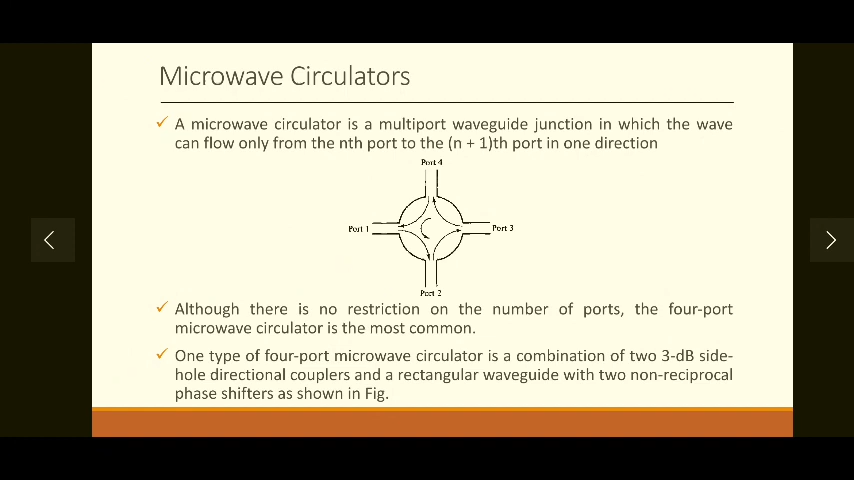 Microwave Circulators
✓ A microwave circulator is a multiport waveguide junction in which the wave
can flow only from the nth port to the (n + 1)th port in one direction
Port 4
Port 1
Port 3
Port 2
✓ Although there is no restriction on the number of ports, the four-port
microwave circulator is the most common.
✓ One type of four-port microwave circulator is a combination of two 3-dB side-
hole directional couplers and a rectangular waveguide with two non-reciprocal
phase shifters as shown in Fig.